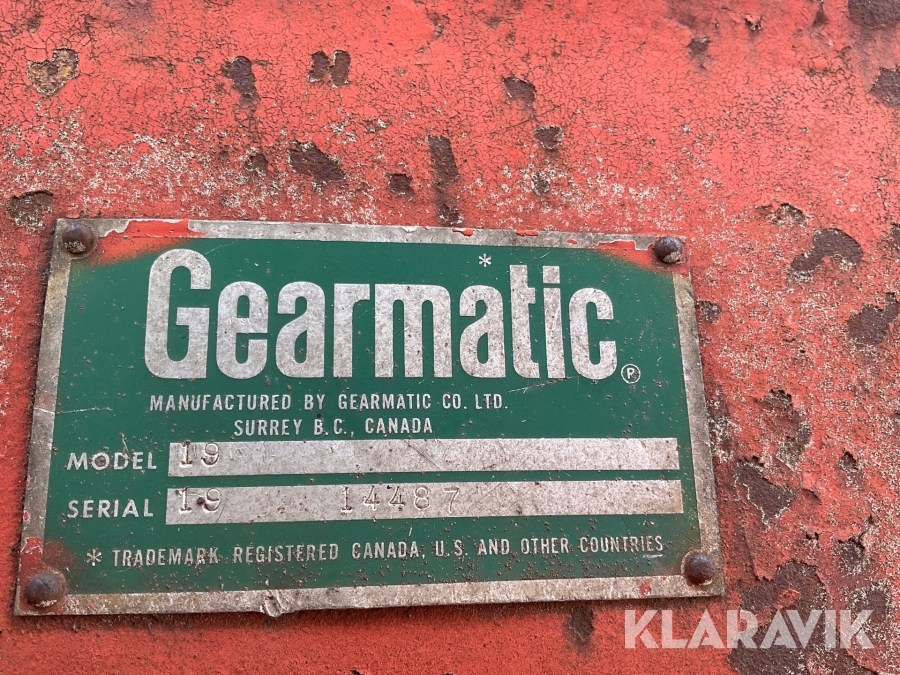 Gearmatic*
MANUFACTURED BY GEARMATIC CO. LTD.
SURREY B.C., CANADA
MODEL 19
SERIAL 19 14487
* TRADEMARK REGISTERED CANADA, U.S. AND OTHER COUNTRIES
KLARAVIK